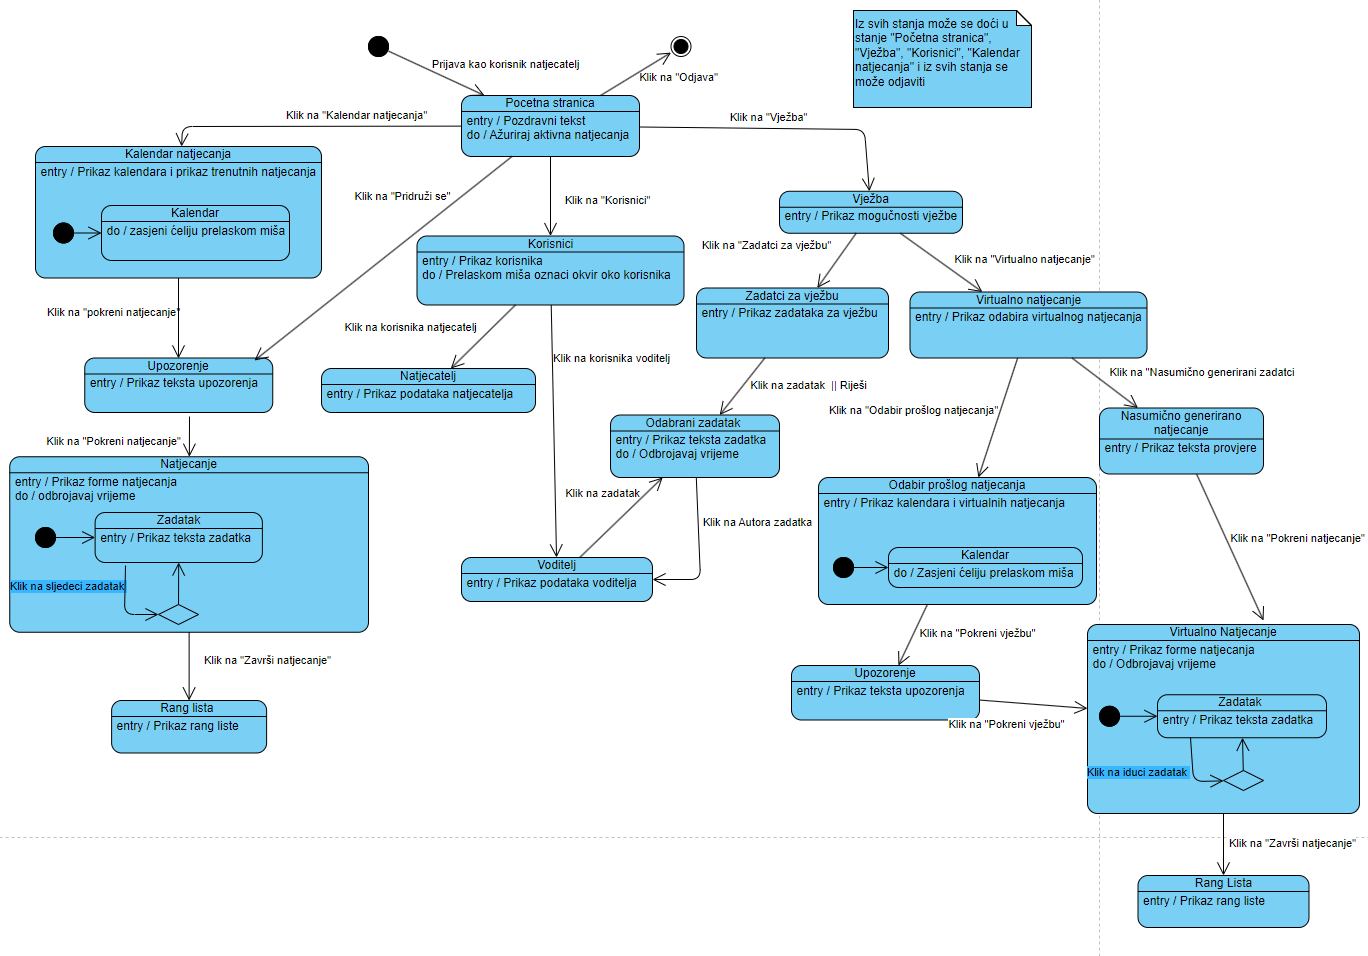 Iz svih stanja može se doći u
stanje "Početna stranica",
"Vježba", "Korisnici", "Kalendar
natjecanja" i iz svih stanja se
može odjaviti
Prijava kao korisnik natjecatelj
Klik na "Odjava"
Pocetna stranica
entry / Pozdravni tekst
do / Ažuriraj aktivna natjecanja
Klik na "Kalendar natjecanja"
Klik na "Vježba"
Kalendar natjecanja
entry / Prikaz kalendara i prikaz trenutnih natjecanja
Kalendar
do / zasjeni ćeliju prelaskom miša
Klik na "Pridruži se"
Klik na "Korisnici"
Vježba
entry / Prikaz mogučnosti vježbe
Korisnici
entry / Prikaz korisnika
do / Prelaskom miša oznaci okvir oko korisnika
Klik na "Zadatci za vježbu"
Klik na "Virtualno natjecanje"
Zadatci za vježbu
entry / Prikaz zadataka za vježbu
Virtualno natjecanje
entry / Prikaz odabira virtualnog natjecanja
Klik na "pokreni natjecanje"
Klik na korisnika natjecatelj
Klik na korisnika voditelj
Upozorenje
entry / Prikaz teksta upozorenja
Natjecatelj
entry / Prikaz podataka natjecatelja
Klik na zadatak || Riješi
Klik na "Nasumično generirani zadatci
Klik na "Odabir prošlog natjecanja"
Nasumično generirano
natjecanje
entry / Prikaz teksta provjere
Odabrani zadatak
entry / Prikaz teksta zadatka
do / Odbrojavaj vrijeme
Klik na "Pokreni natjecanje"
Natjecanje
entry / Prikaz forme natjecanja
do / odbrojavaj vrijeme
Zadatak
entry / Prikaz teksta zadatka
Klik na sljedeci zadatak
Klik na zadatak
Klik na Autora zadatka
Odabir prošlog natjecanja
entry / Prikaz kalendara i virtualnih natjecanja
Kalendar
do / Zasjeni ćeliju prelaskom miša
Klik na "Pokreni natjecanje"
Voditelj
entry / Prikaz podataka voditelja
Klik na "Pokreni vježbu"
Klik na "Završi natjecanje"
Upozorenje
entry / Prikaz teksta upozorenja
Klik na "Pokreni vježbu"
Virtualno Natjecanje
entry / Prikaz forme natjecanja
do / Odbrojavaj vrijeme
Zadatak
entry / Prikaz teksta zadatka
Klik na iduci zadatak
Rang lista
entry / Prikaz rang liste
Klik na "Završi natjecanje"
Rang Lista
entry / Prikaz rang liste